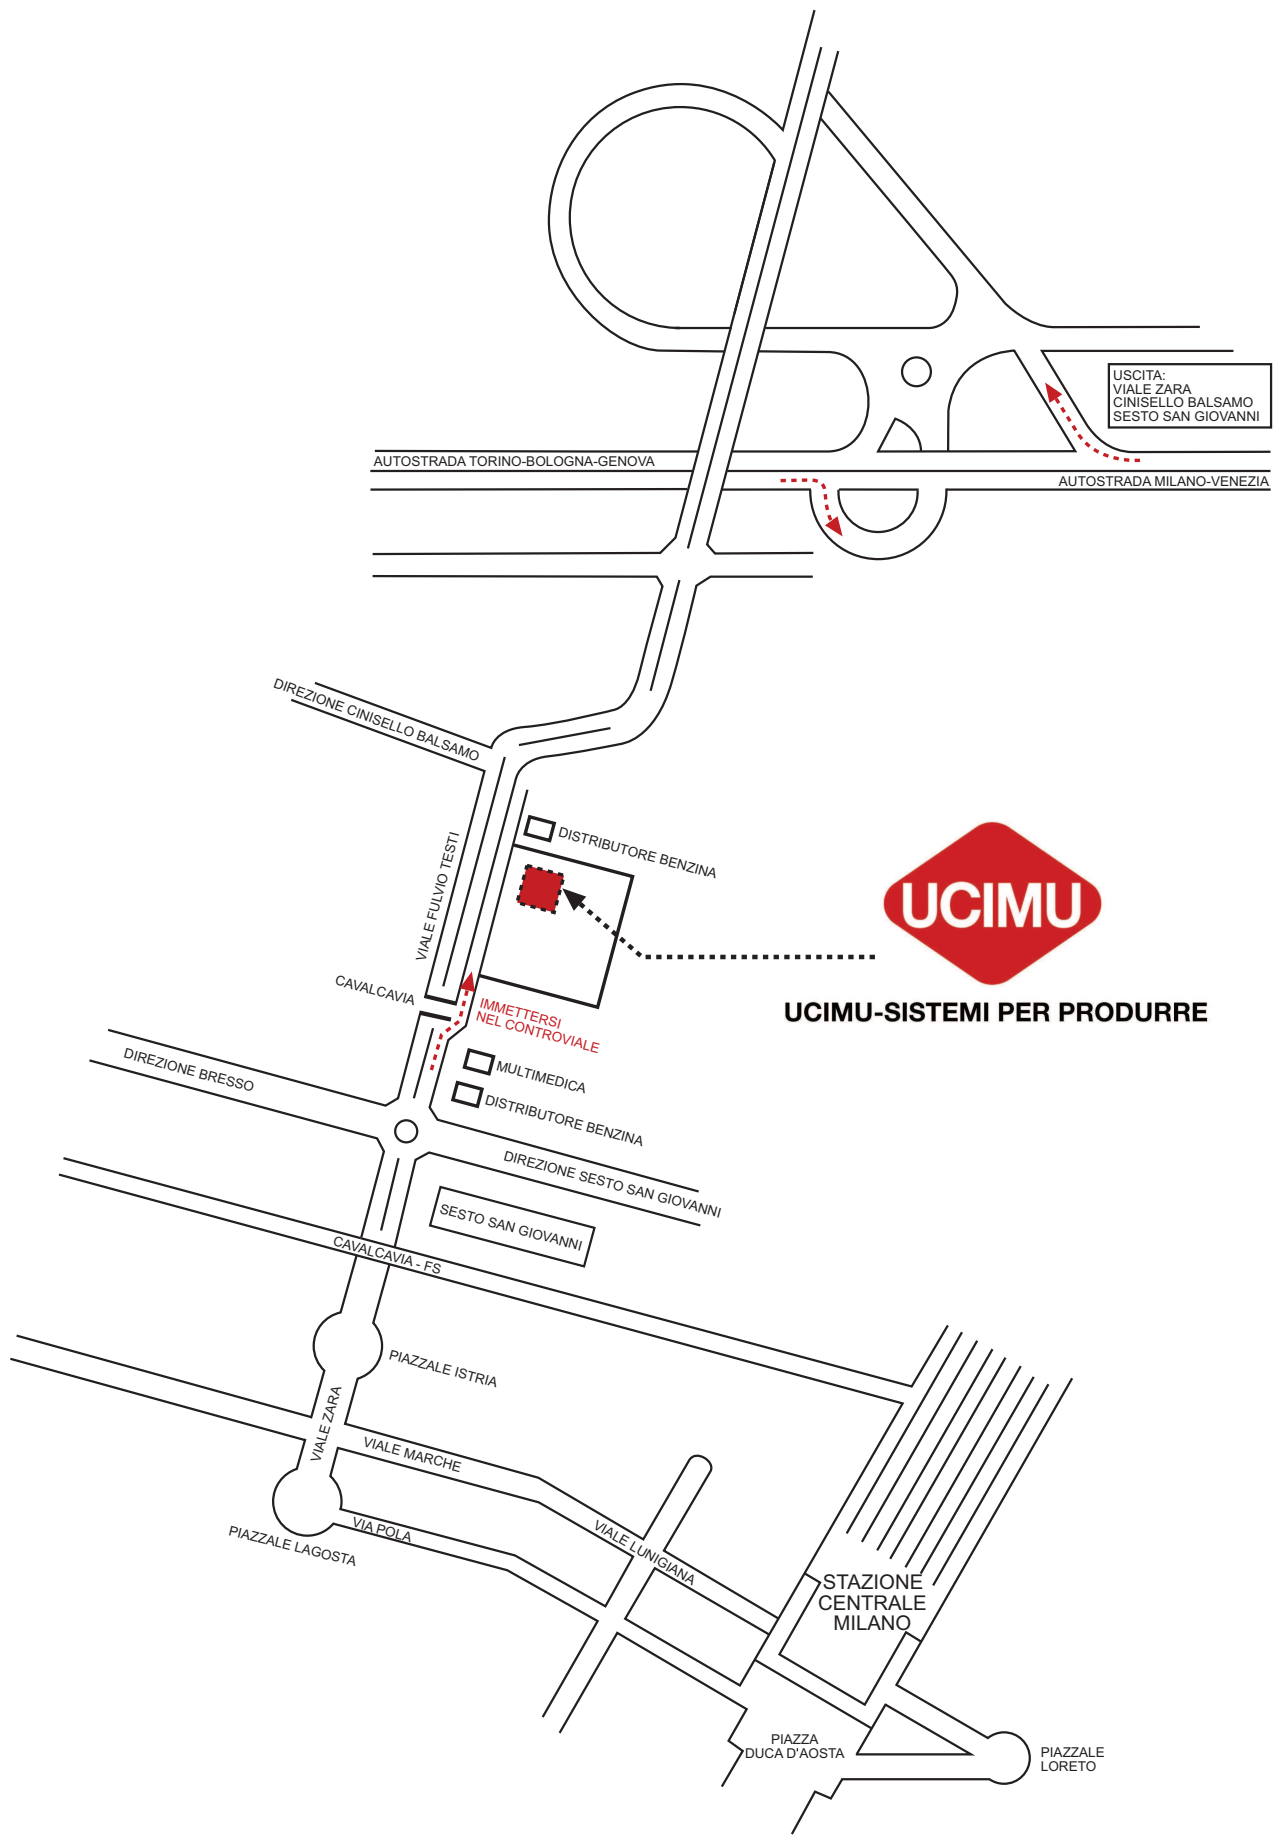 USCITA:
VIALE ZARA
CINISELLO BALSAMO
SESTO SAN GIOVANNI
AUTOSTRADA TORINO-BOLOGNA-GENOVA
AUTOSTRADA MILANO-VENEZIA
DIREZIONE CINISELLO BALSAMO
DISTRIBUTORE BENZINA
VIALE FULVIO TESTI
UCIMU
UCIMU-SISTEMI PER PRODURRE
CAVALCAVIA
IMMETTERSI
NEL CONTROVIALE
DIREZIONE BRESSO
MULTIMEDICA
DISTRIBUTORE BENZINA
DIREZIONE SESTO SAN GIOVANNI
SESTO SAN GIOVANNI
CAVALCAVIA - FS
PIAZZALE ISTRIA
VIALE ZARA
VIALE MARCHE
PIAZZALE LAGOSTA
VIA POLA
VIALE LUNIGIANA
STAZIONE
CENTRALE
MILANO
PIAZZA
DUCA D'AOSTA
PIAZZALE
LORETO